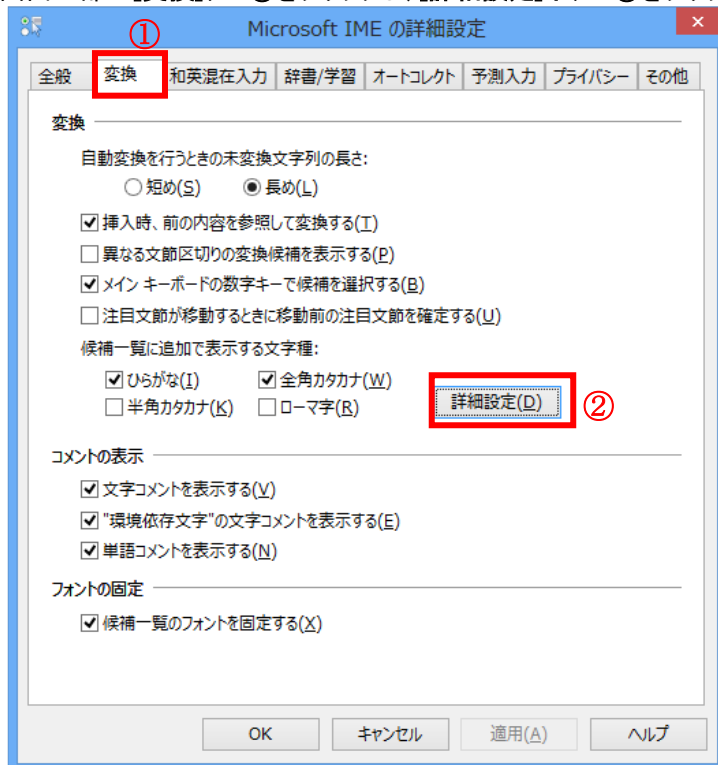 ①
Microsoft IME の詳細設定
全般 変換 和英混在入力 辞書/学習 オートコレクト 予測入力 プライバシー その他
変換
自動変換を行うときの未変換文字列の長さ:
短め(S) 長め(L)
挿入時、前の内容を参照して変換する(T)
異なる文節区切りの変換候補を表示する(P)
メイン キーボードの数字キーで候補を選択する(B)
注目文節が移動するときに移動前の注目文節を確定する(U)
候補一覧に追加で表示する文字種:
ひらがな(I) 全角カタカナ(W)
半角カタカナ(K) ローマ字(R)
詳細設定(D) ②
コメントの表示
文字コメントを表示する(V)
"環境依存文字"の文字コメントを表示する(E)
単語コメントを表示する(N)
フォントの固定
候補一覧のフォントを固定する(X)
OK キャンセル 適用(A) ヘルプ